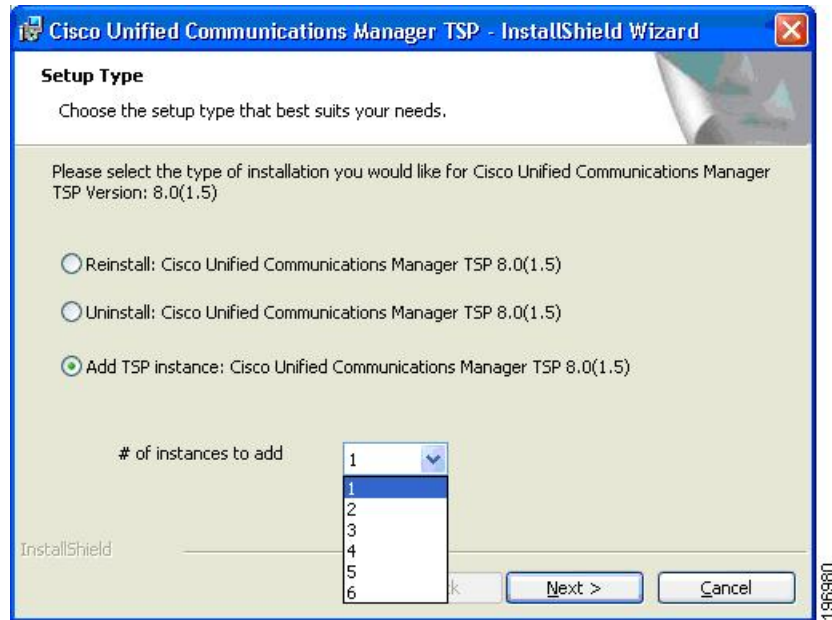 Cisco Unified Communications Manager TSP - InstallShield Wizard
Setup Type
Choose the setup type that best suits your needs.
Please select the type of installation you would like for Cisco Unified Communications Manager
TSP Version: 8.0(1.5)
Reinstall: Cisco Unified Communications Manager TSP 8.0(1.5)
Uninstall: Cisco Unified Communications Manager TSP 8.0(1.5)
Add TSP instance: Cisco Unified Communications Manager TSP 8.0(1.5)
# of instances to add
1
1
2
3
4
5
6
InstallShield
Next >
Cancel
196980